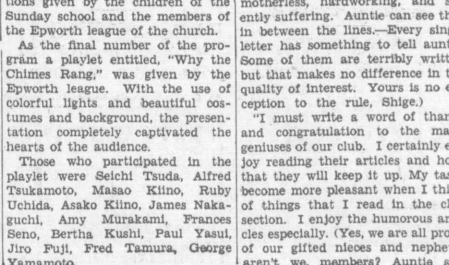 tions given by the children of the
Sunday school and the members of
the Epworth league of the church.
As the final number of the pro-
gram a playlet entitled, "Why the
Chimes Rang," was given by the
Epworth league. With the use of
colorful lights and beautiful cos-
tumes and background, the presen-
tation completely captivated the
hearts of the audience.
Those who participated in the
playlet were Seichi Tsuda, Alfred
Tsukamoto, Masao Kiino, Ruby
Uchida, Asako Kiino, James Naka-
guchi, Amy Murakami, Frances
Seno, Bertha Kushi, Paul Yasui,
Jiro Fuji, Fred Tamura, George
Yamamoto
motherless, hardworking, and
ently suffering. Auntie can see th
in between the lines.—Every sing
letter has something to tell aunt
Some of them are terribly writt
but that makes no difference in t
quality of interest. Yours is no e
ception to the rule, Shige.)
"I must write a word of than
and congratulation to the ma
geniuses of our club. I certainly e
joy reading their articles and ho
that they will keep it up. My tas
become more pleasant when I thi
of things that I read in the cl
section. I enjoy the humorous ar
cles especially. (Yes, we are all pro
of our gifted nieces and nephe
aren't we, members? Auntie a